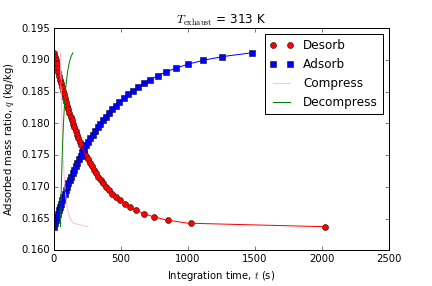 T_exhaust = 313 K
Desorb
Adsorb
Compress
Decompress
0.195
0.190
0.185
0.180
0.175
0.170
0.165
0.160
Adsorbed mass ratio, q (kg/kg)
0
500
1000
1500
2000
2500
Integration time, t (s)